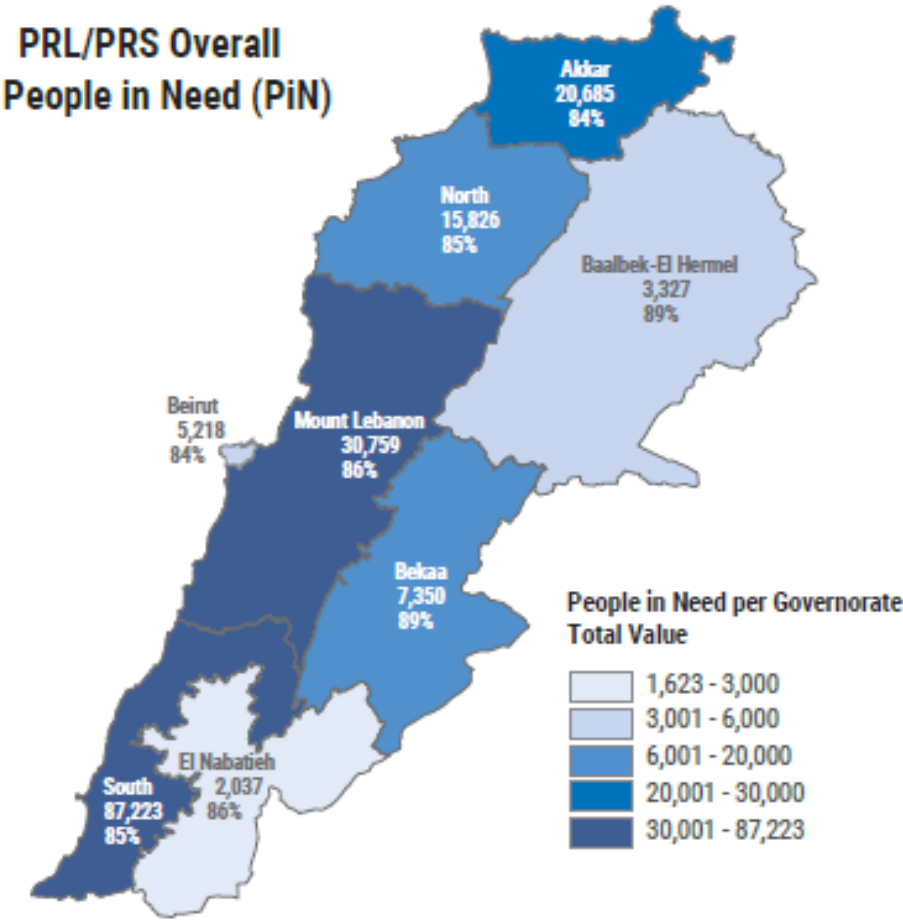 PRL/PRS Overall
People in Need (PiN)
Akkar
20,685
84%
North
15,826
85%
Baalbek-El Hermel
3,327
89%
Beirut
5,218
84%
Mount Lebanon
30,759
86%
Bekaa
7,350
89%
El Nabatieh
2,037
86%
South
87,223
85%
People in Need per Governorate
Total Value
1,623 - 3,000
3,001 - 6,000
6,001 - 20,000
20,001 - 30,000
30,001 - 87,223